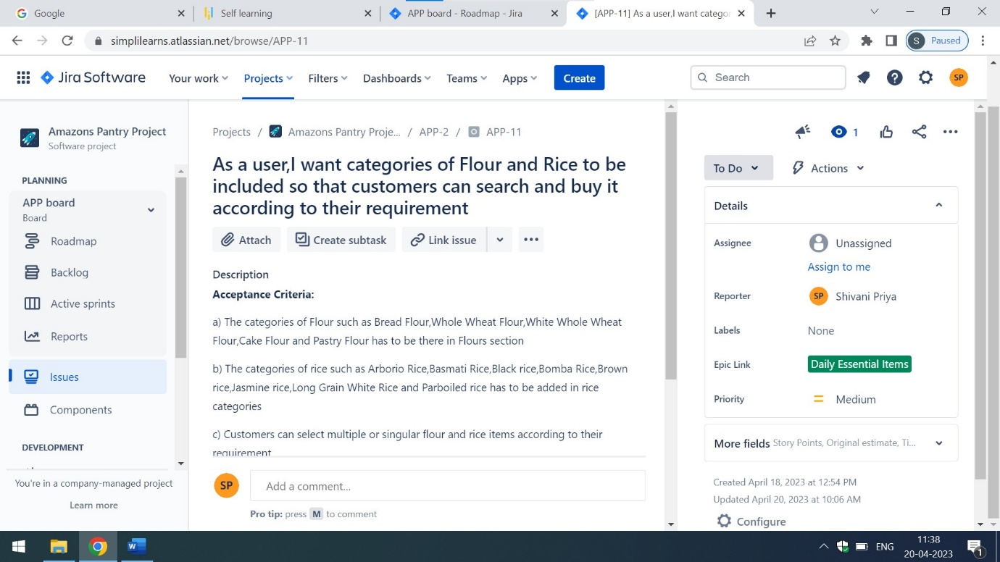 Google
Self learning
APP board - Roadmap - Jira
[APP-11] As a user,I want categor
simplilearns.atlassian.net/browse/APP-11
S Paused
Jira Software
Your work
Projects
Filters
Dashboards
Teams
Apps
Create
Search
SP
Amazons Pantry Project
Software project
PLANNING
APP board
Board
Roadmap
Backlog
Active sprints
Reports
Issues
Components
DEVELOPMENT
You're in a company-managed project
Learn more
Projects / Amazons Pantry Proje... / APP-2 / APP-11
As a user,I want categories of Flour and Rice to be
included so that customers can search and buy it
according to their requirement
Attach
Create subtask
Link issue
Description
Acceptance Criteria:
a) The categories of Flour such as Bread Flour,Whole Wheat Flour,White Whole Wheat
Flour,Cake Flour and Pastry Flour has to be there in Flours section
b) The categories of rice such as Arborio Rice,Basmati Rice,Black rice,Bomba Rice,Brown
rice,Jasmine rice,Long Grain White Rice and Parboiled rice has to be added in rice
categories
c) Customers can select multiple or singular flour and rice items according to their
requirement
SP
Add a comment...
Pro tip: press M to comment
1
To Do
Actions
Details
Assignee
Unassigned
Assign to me
Reporter
SP Shivani Priya
Labels
None
Epic Link
Daily Essential Items
Priority
Medium
More fields Story Points, Original estimate, Ti...
Created April 18, 2023 at 12:54 PM
Updated April 20, 2023 at 10:06 AM
Configure
W
ENG
11:38
20-04-2023
1